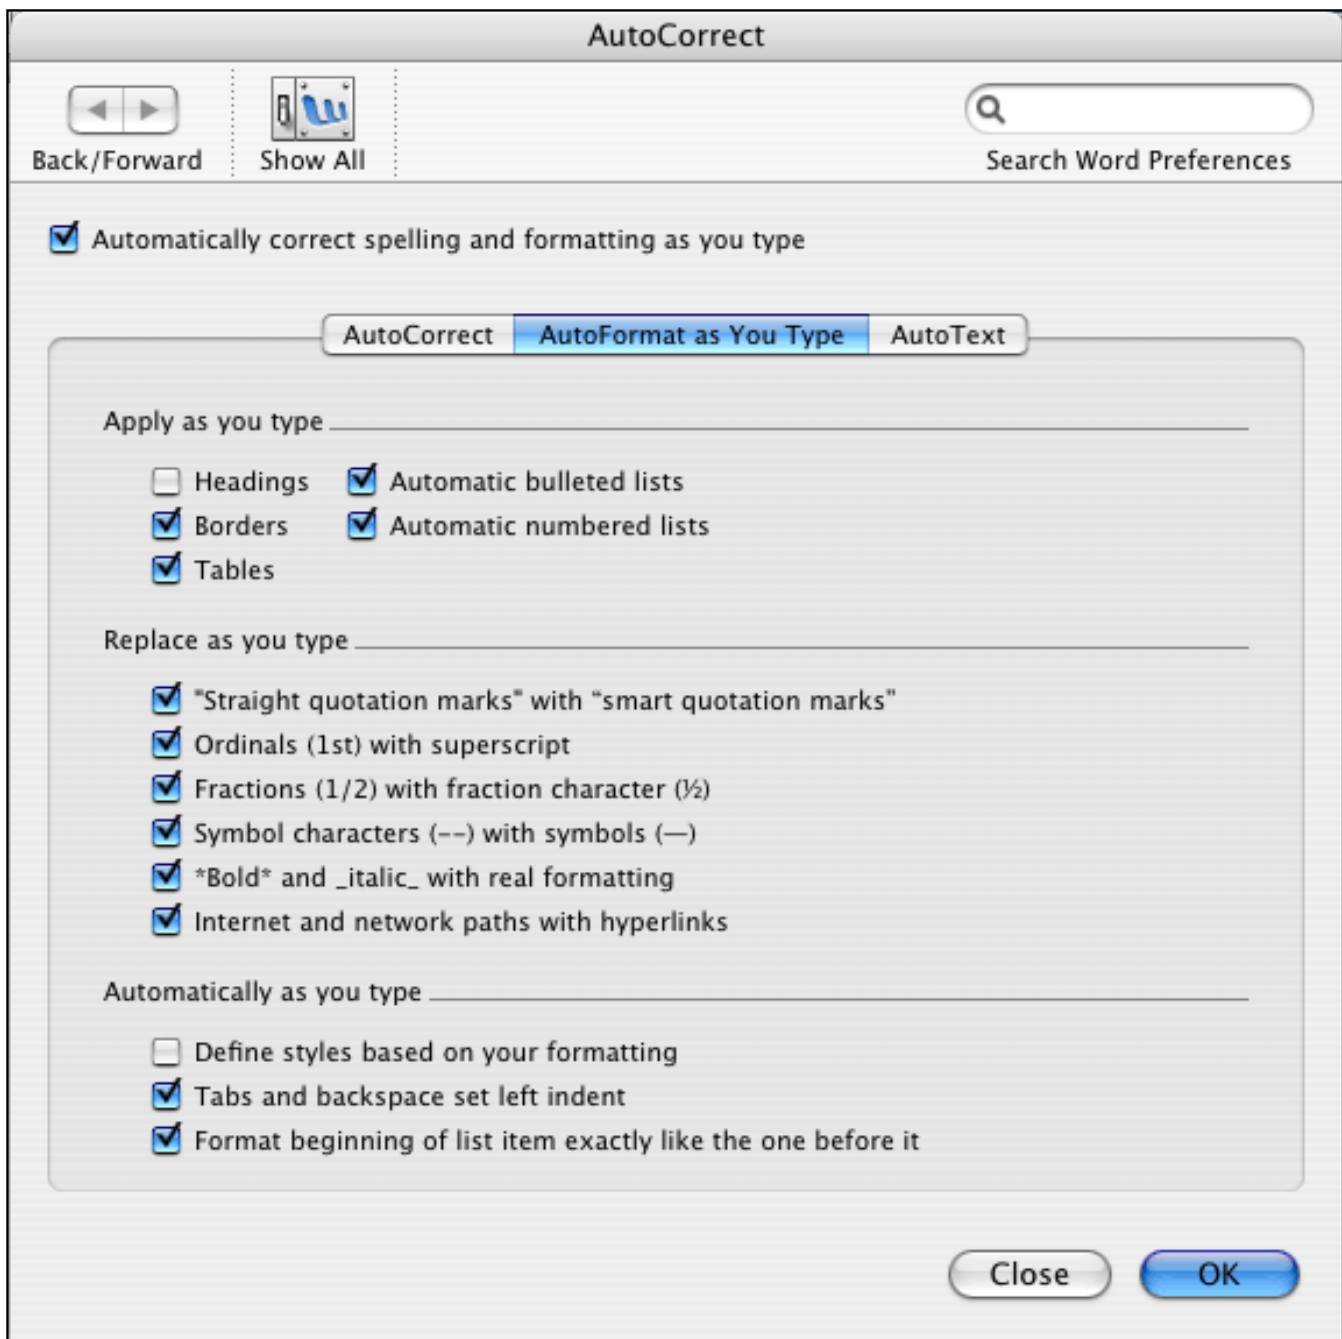 AutoCorrect
Back/Forward
Show All
Search Word Preferences
Automatically correct spelling and formatting as you type
AutoCorrect
AutoFormat as You Type
AutoText
Apply as you type
Headings
Automatic bulleted lists
Borders
Automatic numbered lists
Tables
Replace as you type
"Straight quotation marks" with “smart quotation marks”
Ordinals (1st) with superscript
Fractions (1/2) with fraction character (½)
Symbol characters (--) with symbols (—)
*Bold* and _italic_ with real formatting
Internet and network paths with hyperlinks
Automatically as you type
Define styles based on your formatting
Tabs and backspace set left indent
Format beginning of list item exactly like the one before it
Close
OK